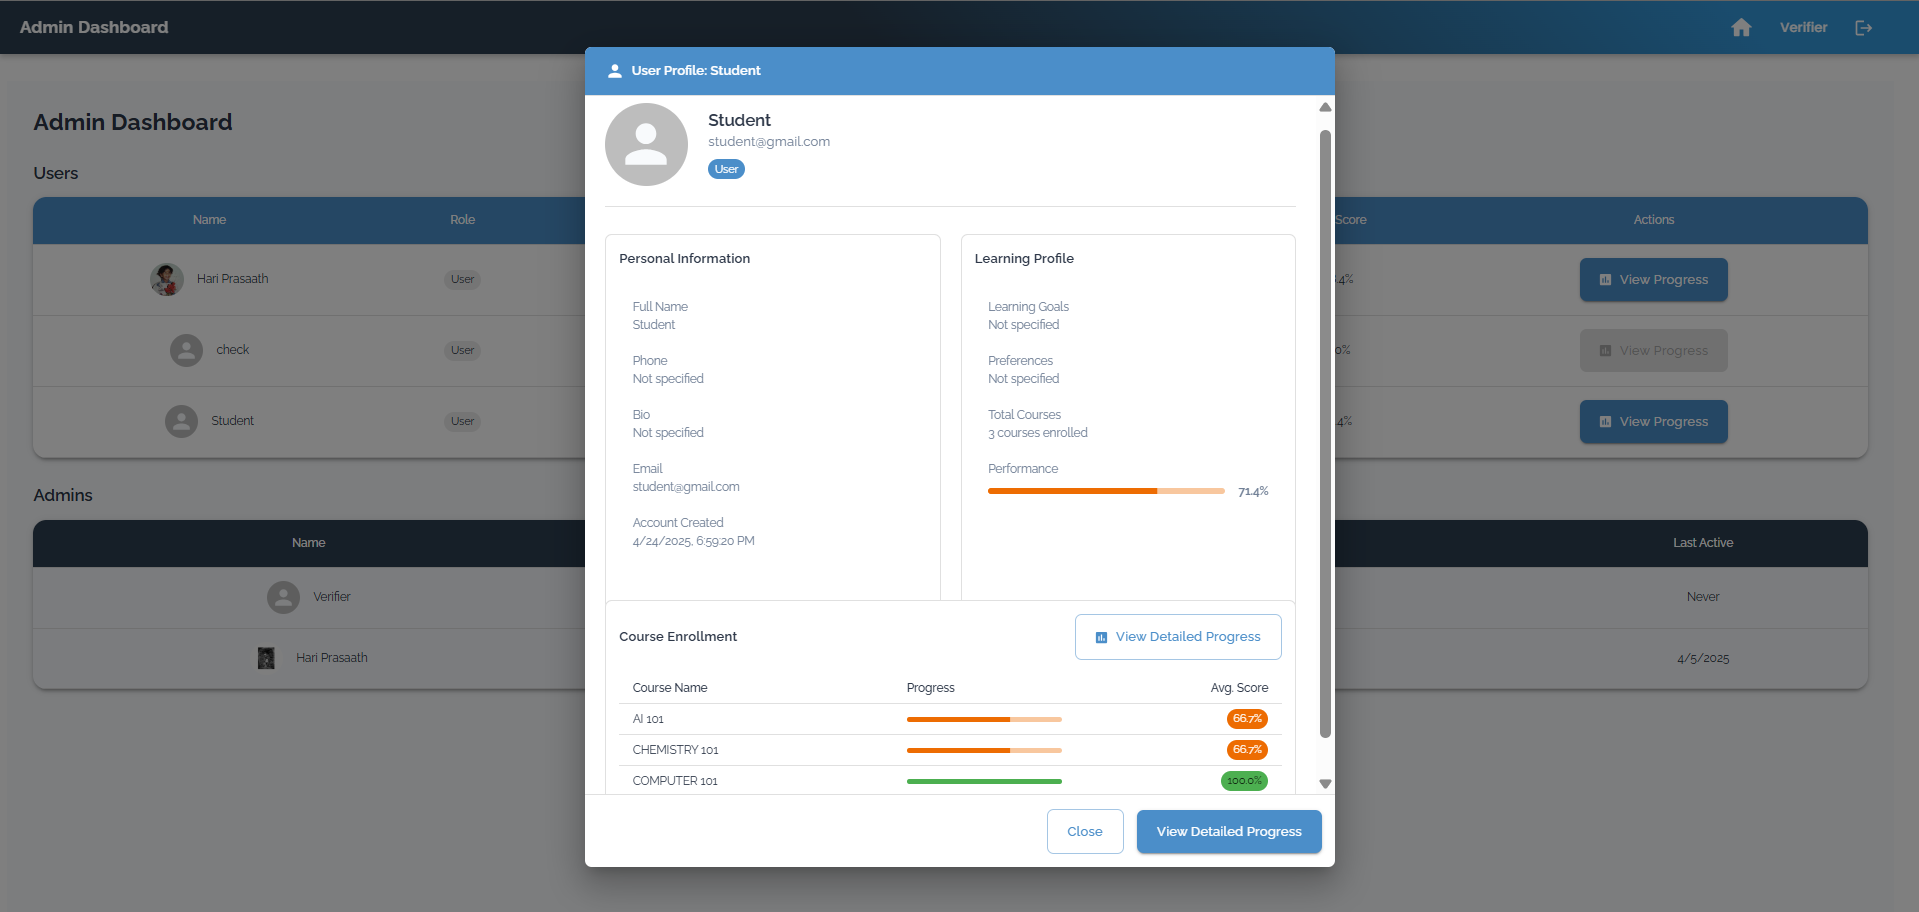 Admin Dashboard
Verifier
User Profile: Student
Student
student@gmail.com
User
Personal Information
Full Name
Student
Phone
Not specified
Bio
Not specified
Email
student@gmail.com
Account Created
4/24/2025, 6:59:20 PM
Learning Profile
Learning Goals
Not specified
Preferences
Not specified
Total Courses
3 courses enrolled
Performance
71.4%
Course Enrollment
View Detailed Progress
Course Name Progress Avg. Score
AI 101 66.7%
CHEMISTRY 101 66.7%
COMPUTER 101 100.0%
Close
View Detailed Progress
Admin Dashboard
Users
Name Role Score Actions
Hari Prasaath User .4% View Progress
check User 0% View Progress
Student User .4% View Progress
Admins
Name Last Active
Verifier Never
Hari Prasaath 4/5/2025